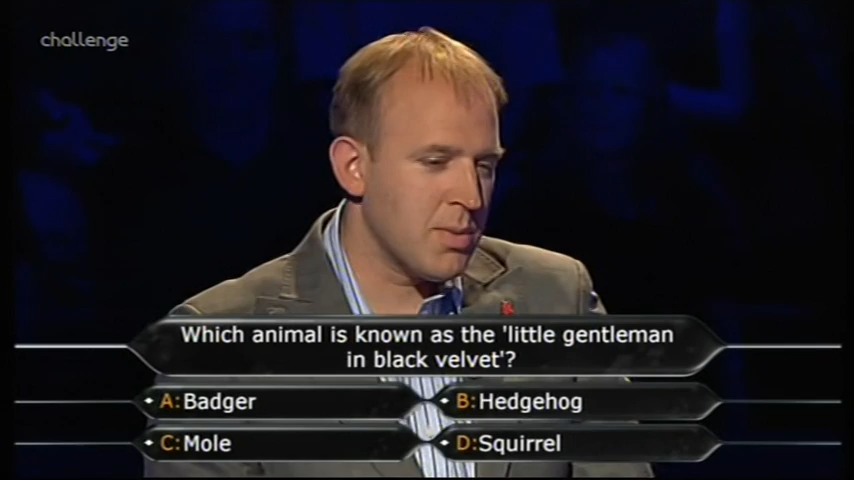 challenge
Which animal is known as the 'little gentleman
in black velvet'?
A:Badger
B:Hedgehog
C:Mole
D:Squirrel